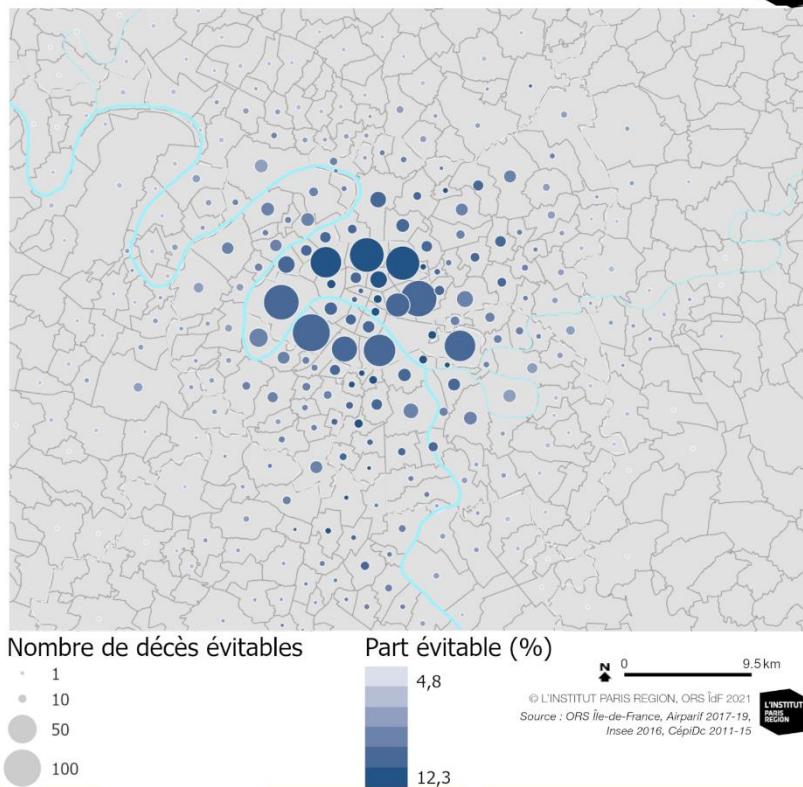 Nombre de décès évitables
1
10
50
100
Part évitable (%)
4,8
12,3
N
0 9.5 km
© L'INSTITUT PARIS REGION, ORS ÎdF 2021
Source : ORS Île-de-France, Airparif 2017-19,
Insee 2016, CépiDc 2011-15
L'INSTITUT
PARIS
REGION